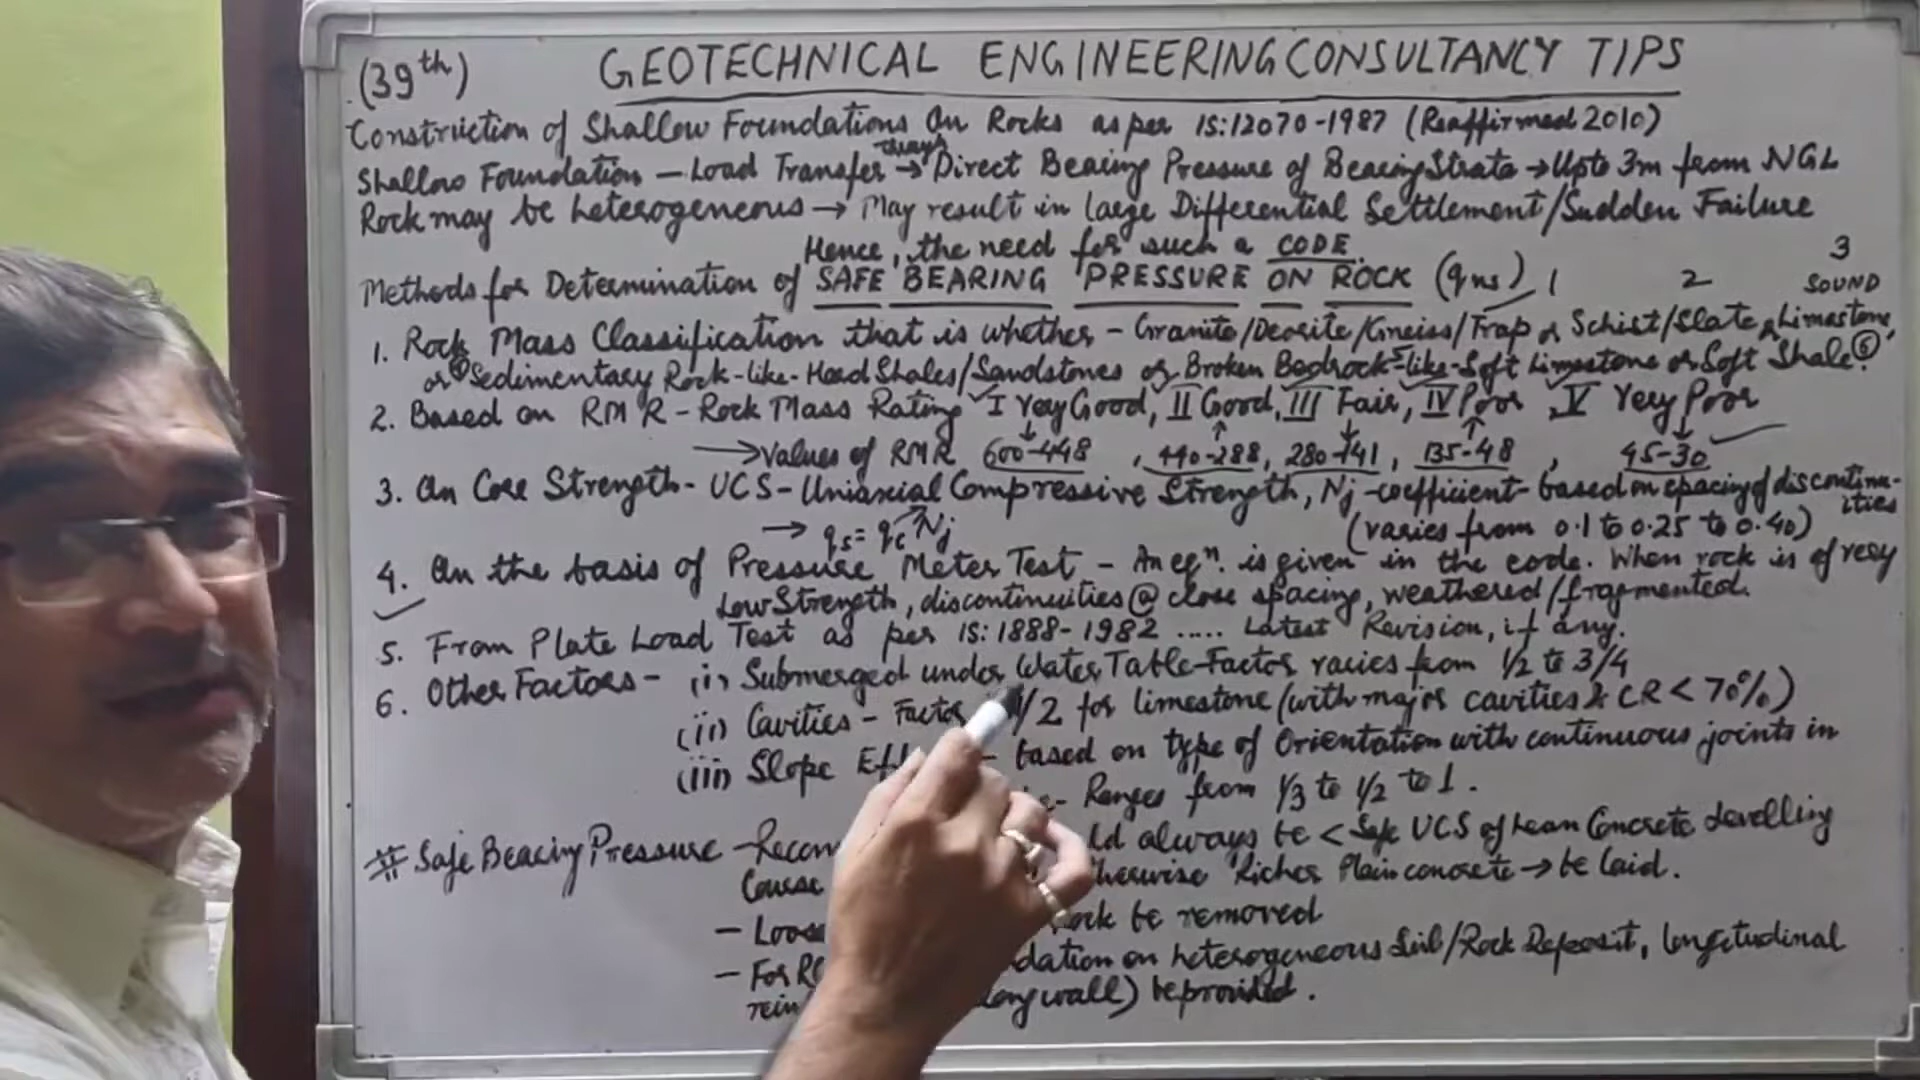 (39th) GEOTECHNICAL ENGINEERING CONSULTANCY TIPS
Construction of Shallow Foundations On Rocks as per IS:12070-1987 (Reaffirmed 2010)
Shallow Foundation – Load Transfer → Direct Bearing Pressure of Bearing Strata → Upto 3m from NGL
Rock may be heterogeneous → May result in large Differential Settlement/Sudden Failure
Hence, the need for such a CODE.
Methods for Determination of SAFE BEARING PRESSURE ON ROCK (qns) 1 2 3
SOUND
1. Rock Mass Classification that is whether – Granite/Deorite/Gneiss/Trap or Schist/Slate or Limestone,
or ④ Sedimentary Rock-like-Hard Shales/Sandstones or Broken Bedrock-like-Soft Limestone or Soft Shale ⑥
2. Based on RMR – Rock Mass Rating I Very Good, II Good, III Fair, IV Poor, V Very Poor
→ Values of RMR 600-448, 440-288, 280-141, 135-48, 45-30
3. On Core Strength – UCS – Uniaxial Compressive Strength, Nj – coefficient – based on spacing of discontinu-
ities
→ qs = qc Nj (varies from 0.1 to 0.25 to 0.40)
4. On the basis of Pressure Meter Test – An eqn. is given in the code. When rock is of very
Low Strength, discontinuities @ close spacing, weathered/fragmented.
5. From Plate Load Test as per IS:1888-1982 ..... Latest Revision, if any.
6. Other Factors – (i) Submerged under Water Table-Factor varies from 1/2 to 3/4
(ii) Cavities – Factor 1/2 for limestone (with major cavities & CR < 70%)
(iii) Slope – based on type of Orientation with continuous joints in
Ranges from 1/3 to 1/2 to 1.
# Safe Bearing Pressure – always be < Safe UCS of Lean Concrete Levelling
Course Richer Plain concrete → be laid.
– be removed
– For on heterogeneous Soil/Rock Deposit, longitudinal
wall) be provided.